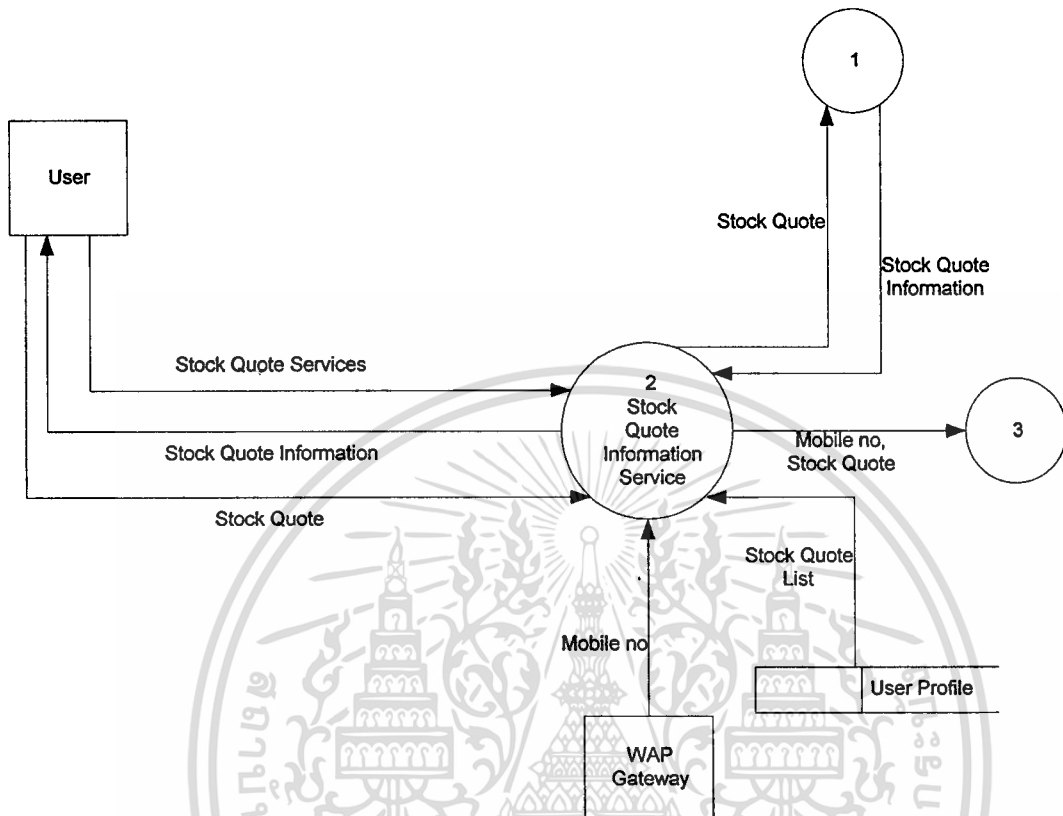 1
User
Stock Quote
Stock Quote
Information
Stock Quote Services
2
Stock
Quote
Information
Service
Stock Quote Information
Mobile no,
Stock Quote
3
Stock Quote
Stock Quote
List
Mobile no
User Profile
WAP
Gateway